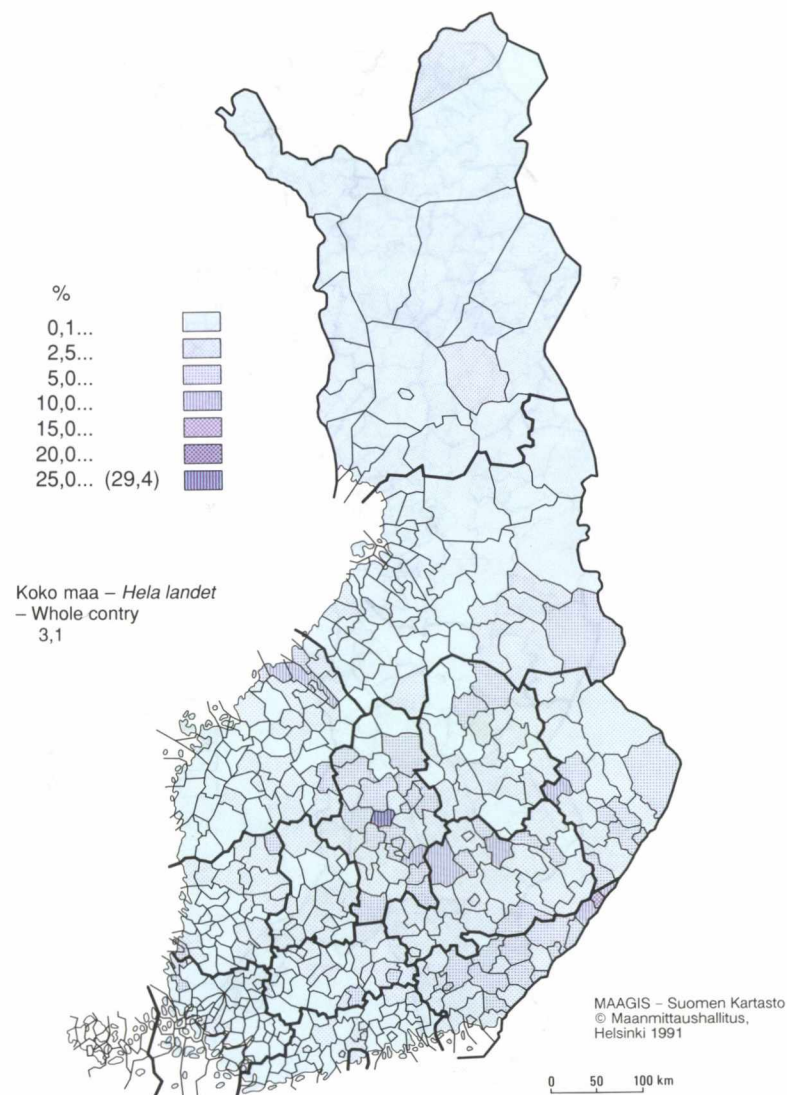 %
0,1...
2,5...
5,0...
10,0...
15,0...
20,0...
25,0... (29,4)
Koko maa – Hela landet
– Whole contry
3,1
MAAGIS – Suomen Kartasto
© Maanmittaushallitus,
Helsinki 1991
0 50 100 km